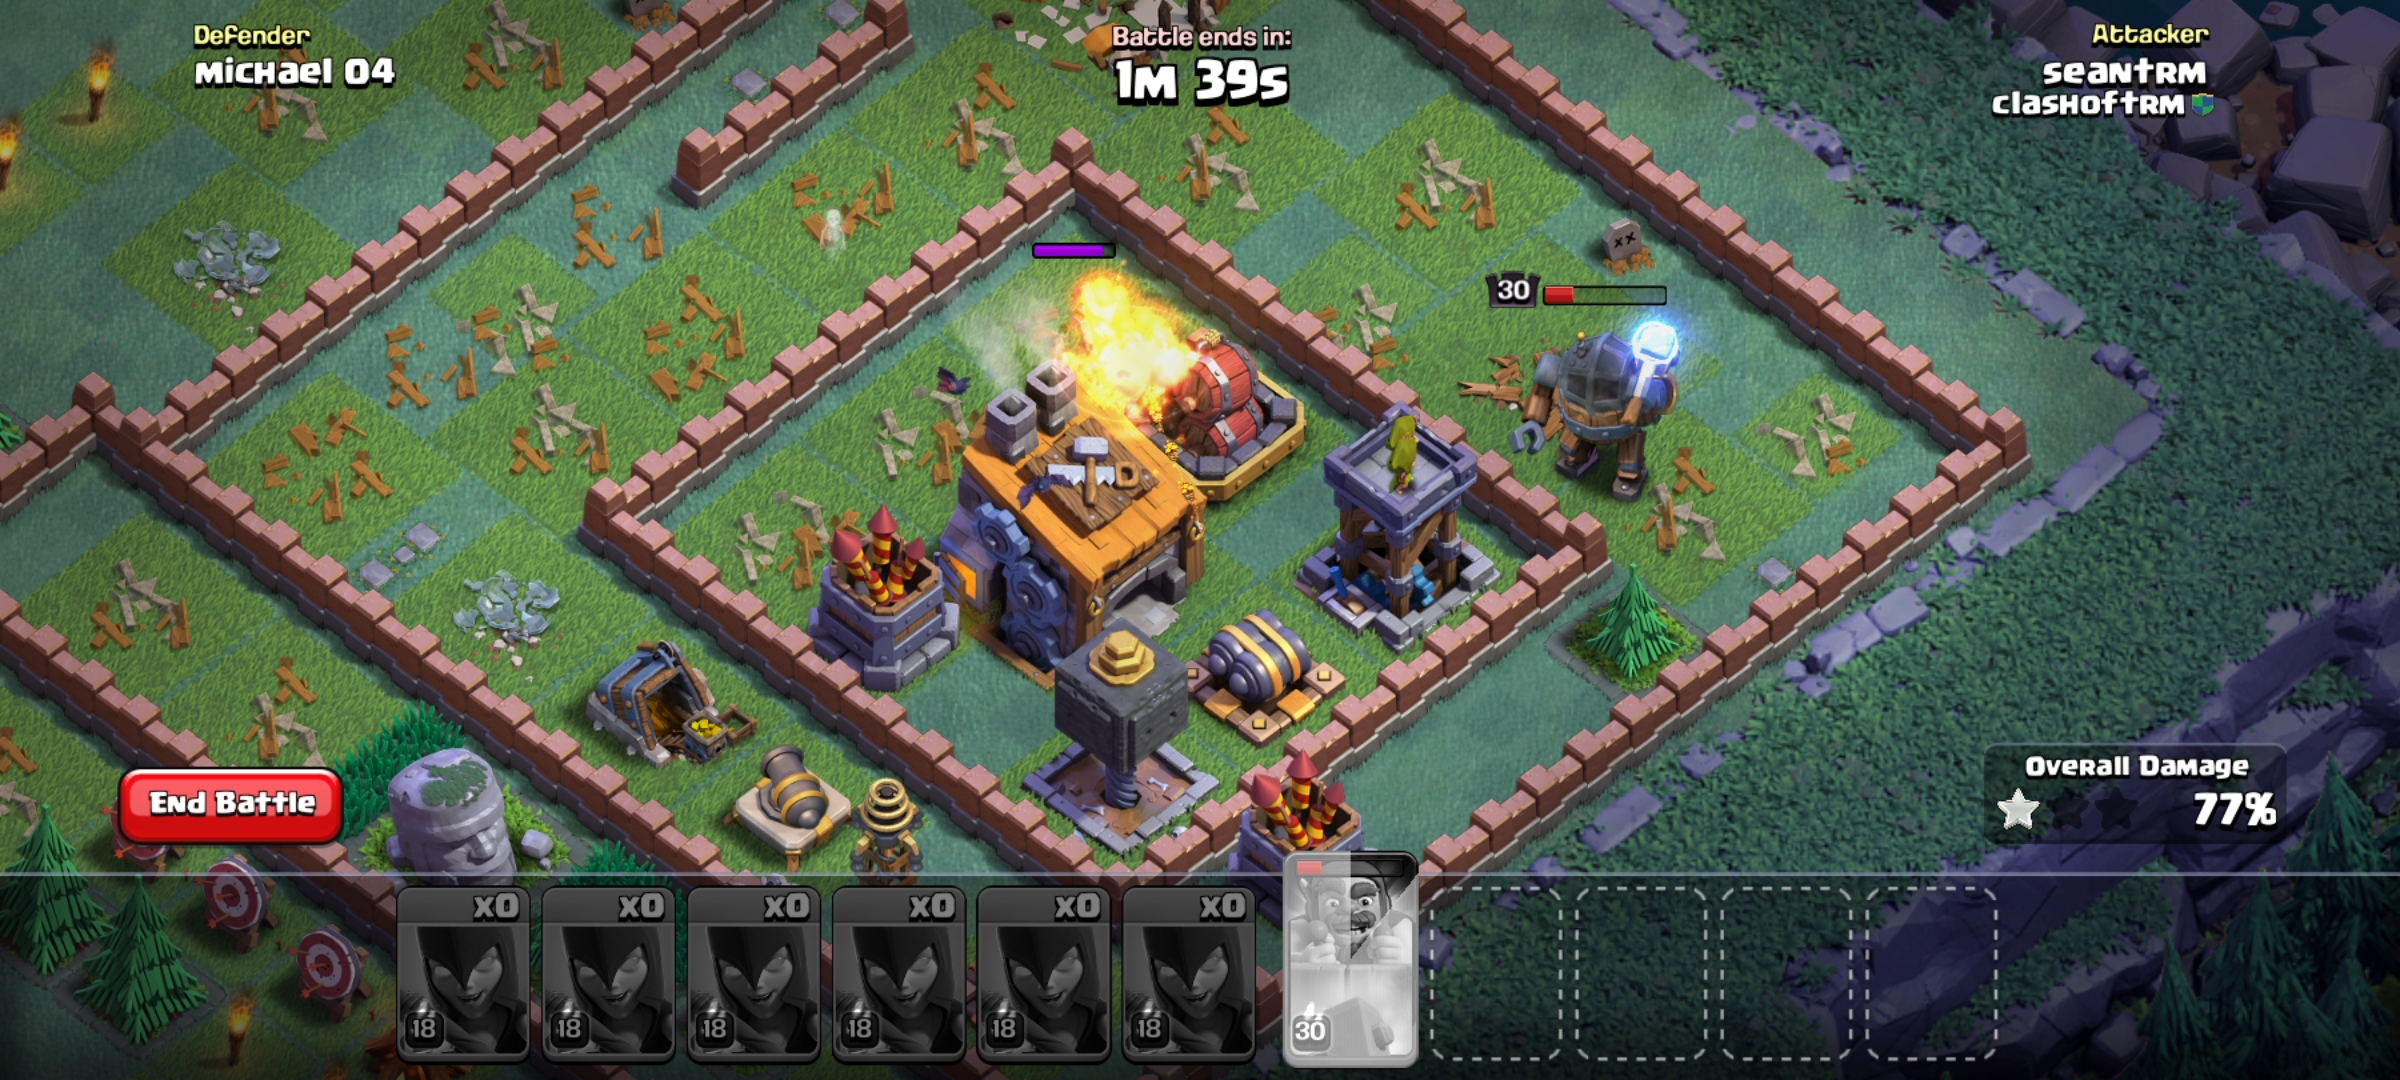 Defender
Michael 04
Battle ends in:
1M 39s
Attacker
seantRM
clashoftRM
30
End Battle
Overall Damage
77%
x0
x0
x0
x0
x0
x0
18
18
18
18
18
18
30